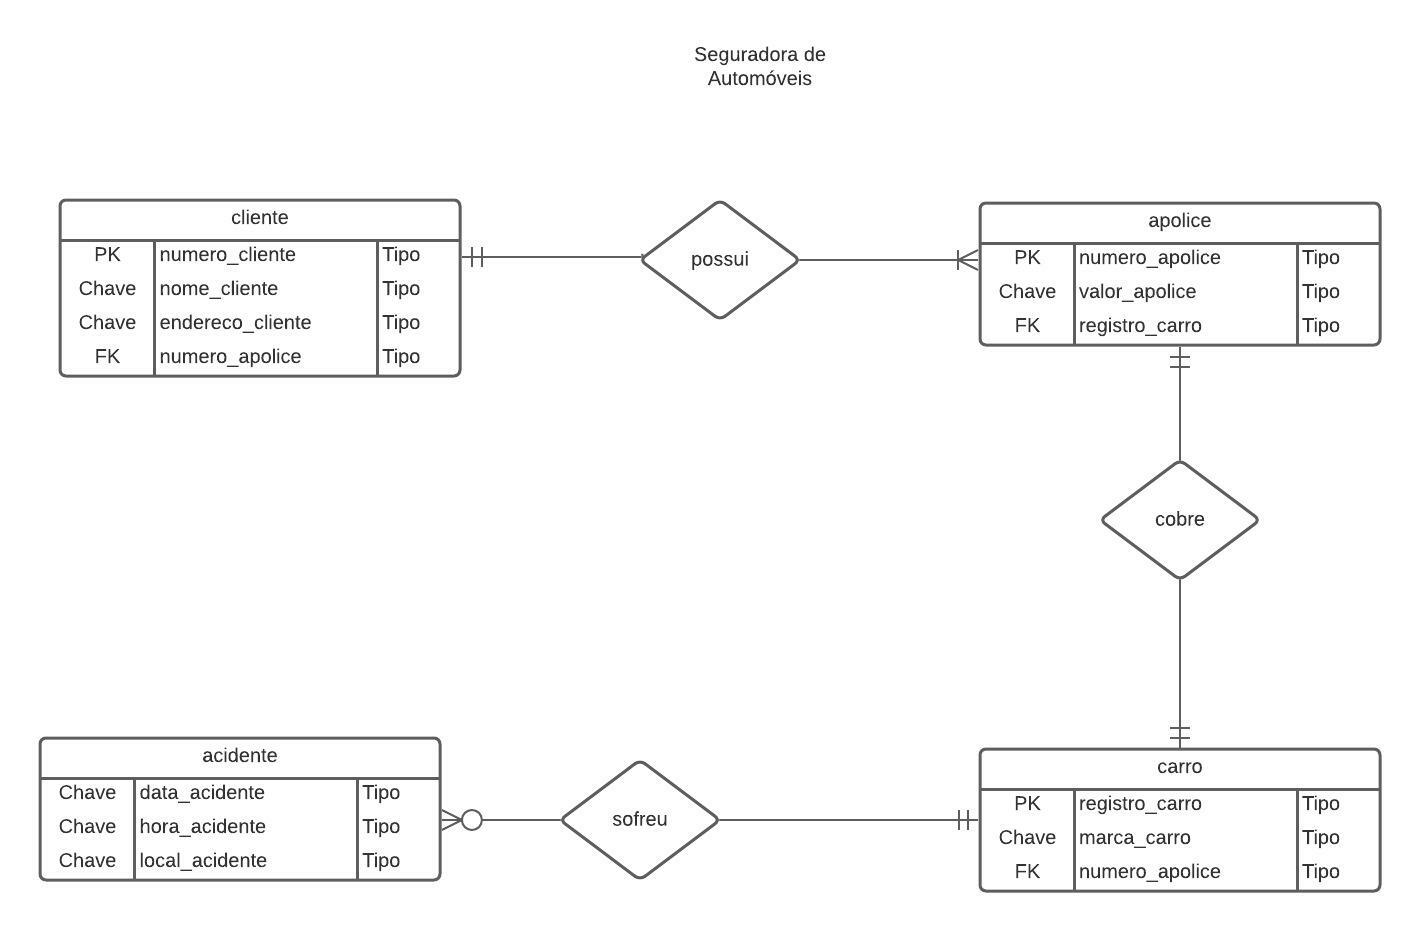 Seguradora de
Automóveis
cliente
PK numero_cliente Tipo
Chave nome_cliente Tipo
Chave endereco_cliente Tipo
FK numero_apolice Tipo
possui
apolice
PK numero_apolice Tipo
Chave valor_apolice Tipo
FK registro_carro Tipo
cobre
acidente
Chave data_acidente Tipo
Chave hora_acidente Tipo
Chave local_acidente Tipo
sofreu
carro
PK registro_carro Tipo
Chave marca_carro Tipo
FK numero_apolice Tipo